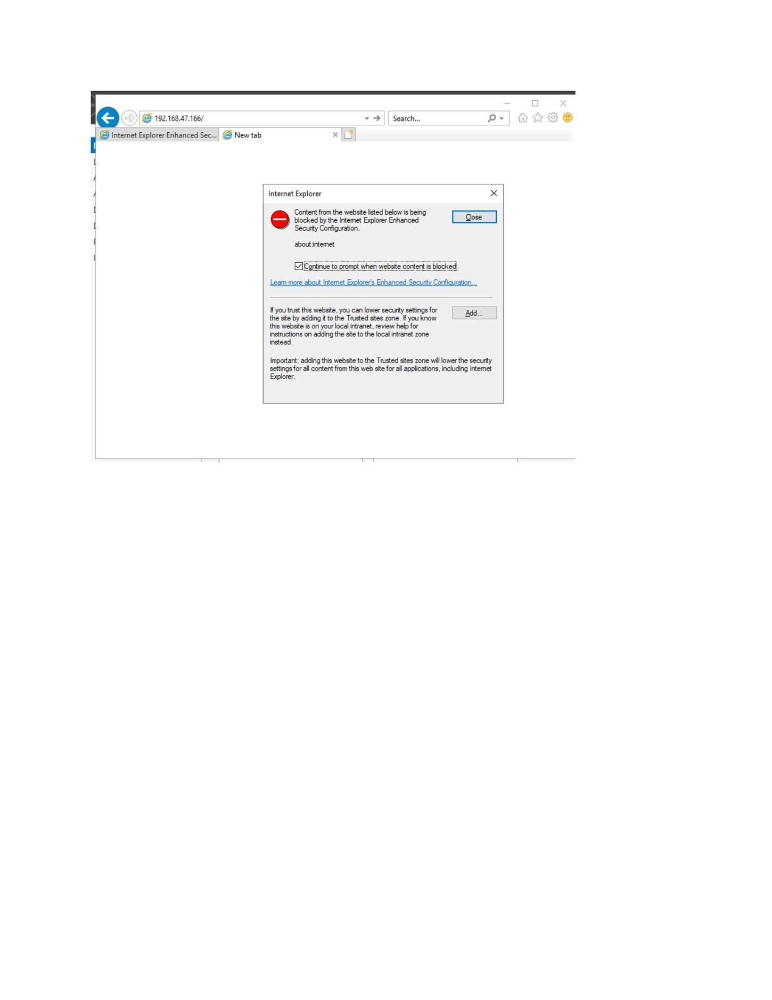 192.168.47.166/
Search...
Internet Explorer Enhanced Sec...
New tab
Internet Explorer
Content from the website listed below is being
blocked by the Internet Explorer Enhanced
Security Configuration.
Close
about:internet
Continue to prompt when website content is blocked
Learn more about Internet Explorer's Enhanced Security Configuration...
If you trust this website, you can lower security settings for
the site by adding it to the Trusted sites zone. If you know
this website is on your local intranet, review help for
instructions on adding the site to the local intranet zone
instead.
Add...
Important: adding this website to the Trusted sites zone will lower the security
settings for all content from this web site for all applications, including Internet
Explorer.